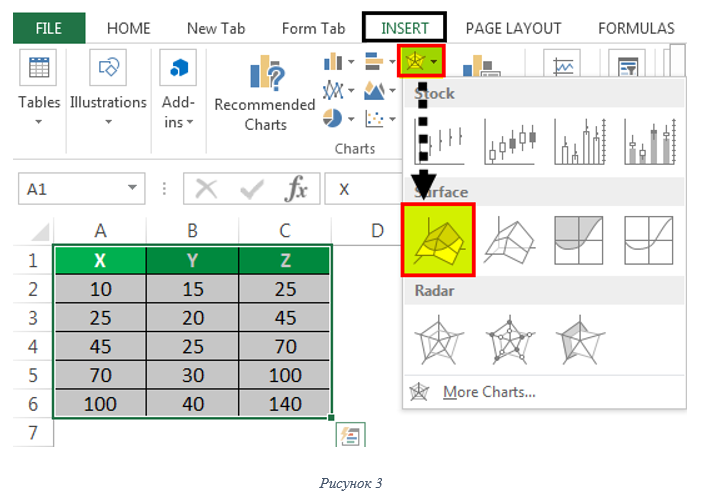 FILE HOME New Tab Form Tab INSERT PAGE LAYOUT FORMULAS
Tables Illustrations Add-ins Recommended Charts
Charts
Stock
Surface
Radar
More Charts...
A1 fx X
A B C D
1 X Y Z
2 10 15 25
3 25 20 45
4 45 25 70
5 70 30 100
6 100 40 140
7
Рисунок 3